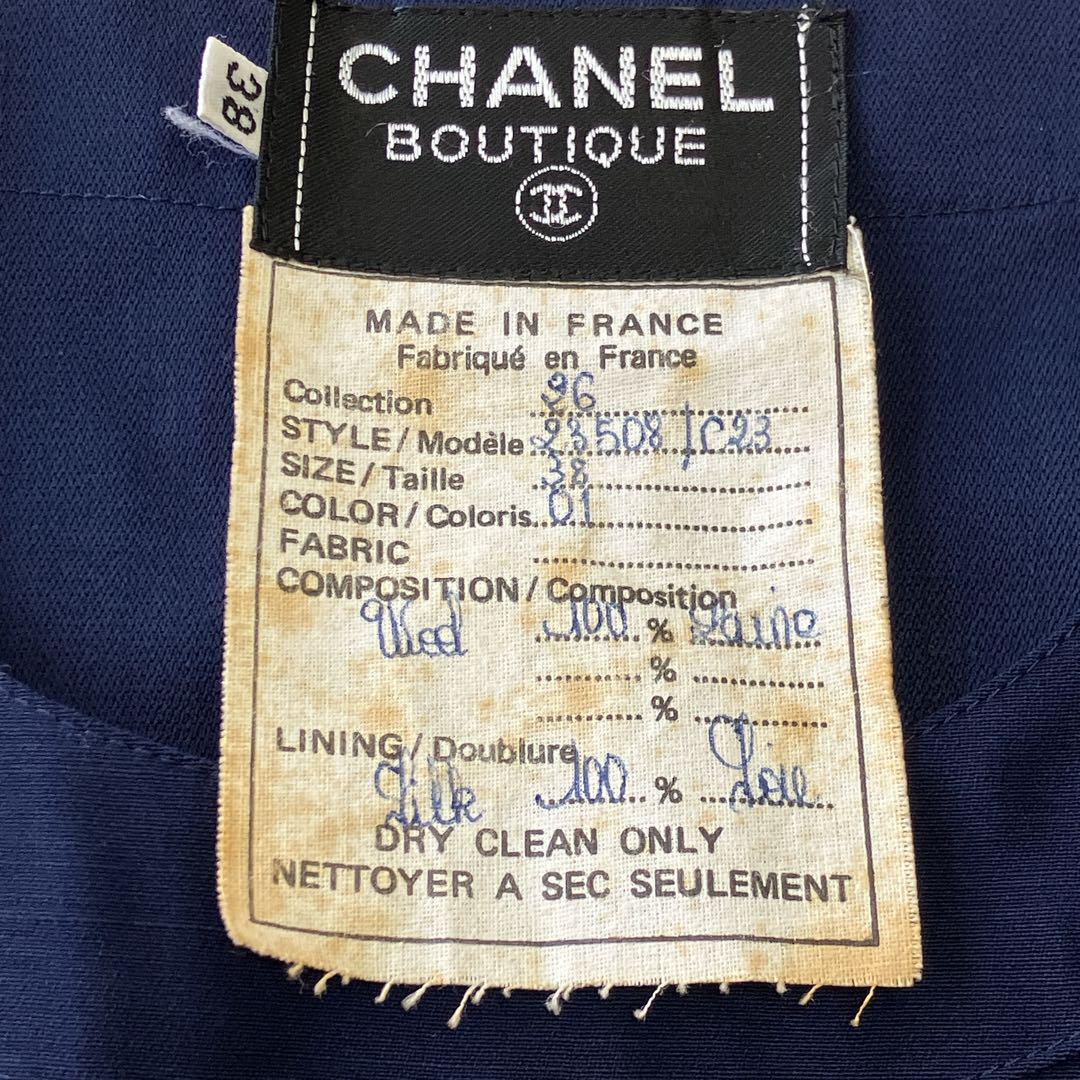 38
CHANEL
BOUTIQUE
MADE IN FRANCE
Fabriqué en France
Collection 26
STYLE/Modèle 23508/C23
SIZE/Taille 38
COLOR/Coloris 01
FABRIC
COMPOSITION/Composition
Wool 100 % Laine
%
%
LINING/Doublure
Silk 100 % Soie
DRY CLEAN ONLY
NETTOYER A SEC SEULEMENT